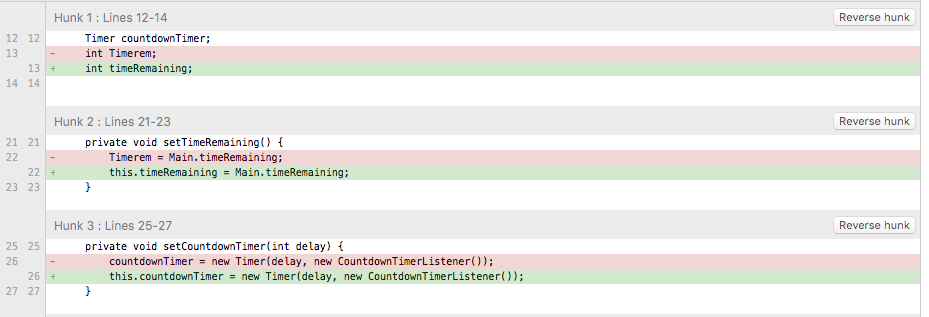 Hunk 1 : Lines 12-14 Reverse hunk
12 12 Timer countdownTimer;
13 - int Timerem;
13 + int timeRemaining;
14 14
Hunk 2 : Lines 21-23 Reverse hunk
21 21 private void setTimeRemaining() {
22 - Timerem = Main.timeRemaining;
22 + this.timeRemaining = Main.timeRemaining;
23 23 }
Hunk 3 : Lines 25-27 Reverse hunk
25 25 private void setCountdownTimer(int delay) {
26 - countdownTimer = new Timer(delay, new CountdownTimerListener());
26 + this.countdownTimer = new Timer(delay, new CountdownTimerListener());
27 27 }